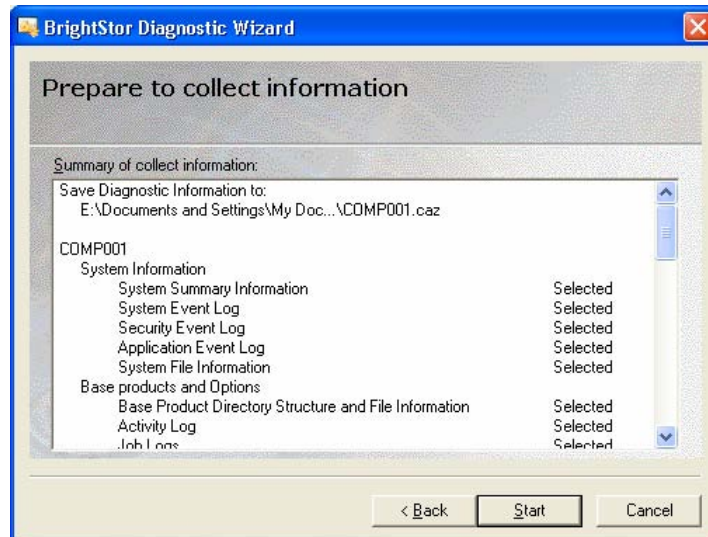 BrightStor Diagnostic Wizard
Prepare to collect information
Summary of collect information:
Save Diagnostic Information to:
E:\Documents and Settings\My Doc...\COMP001.caz
COMP001
System Information
System Summary Information Selected
System Event Log Selected
Security Event Log Selected
Application Event Log Selected
System File Information Selected
Base products and Options
Base Product Directory Structure and File Information Selected
Activity Log Selected
Job Logs Selected
< Back Start Cancel